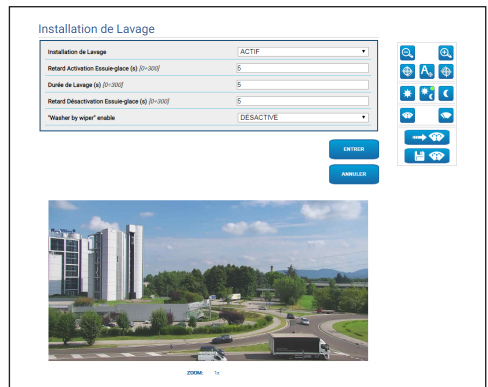 Installation de Lavage
Installation de Lavage ACTIF
Retard Activation Essuie-glace (s) [0÷300] 5
Durée de Lavage (s) [0÷300] 5
Retard Désactivation Essuie-glace (s) [0÷300] 5
"Washer by wiper" enable DÉSACTIVÉ
ENTRER
ANNULER
A
ZOOM: 1x